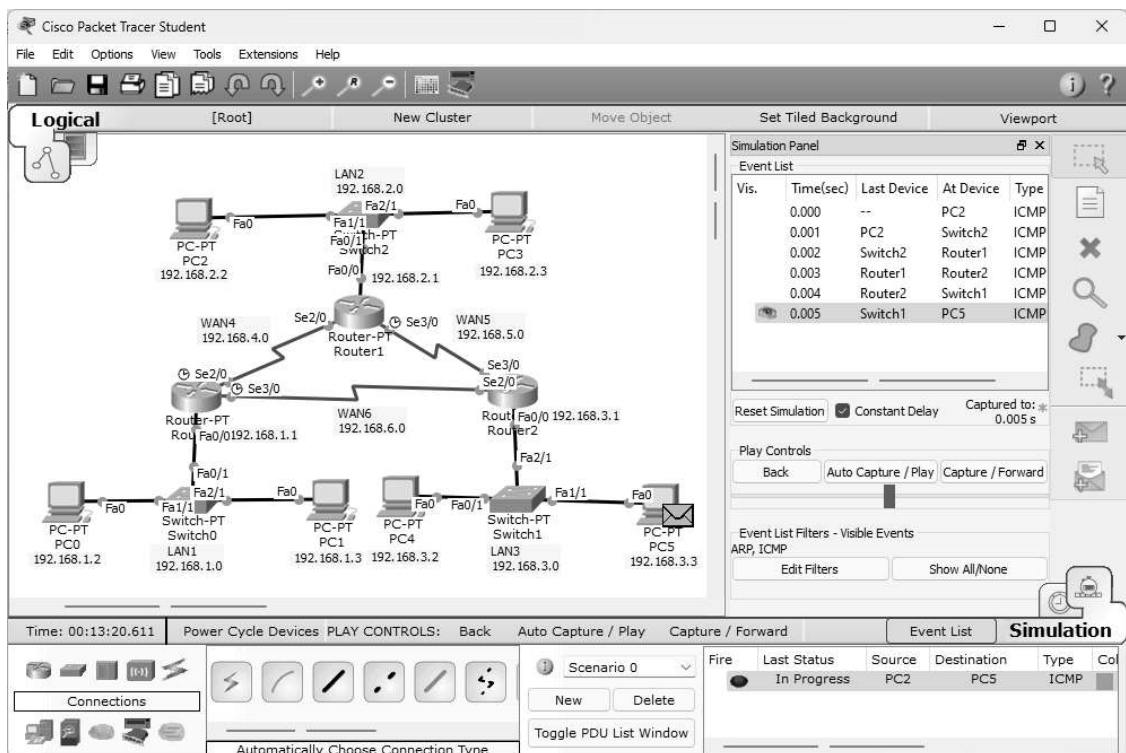 Cisco Packet Tracer Student
File Edit Options View Tools Extensions Help
Logical [Root] New Cluster Move Object Set Tiled Background Viewport
LAN2
192.168.2.0
Fa2/1
Fa0
Fa0
Fa1/1
Switch-PT
Fa0/1
Switch2
PC-PT
PC2
192.168.2.2
PC-PT
PC3
192.168.2.3
Fa0/0
192.168.2.1
WAN4
192.168.4.0
Se2/0
Se3/0
WAN5
192.168.5.0
Router-PT
Router1
Se2/0
Se3/0
Se3/0
Se2/0
Router-PT
Fa0/0 192.168.1.1
WAN6
192.168.6.0
Fa0/0 192.168.3.1
Router2
Fa0/1
Fa2/1
Fa0
Fa1/1
Fa2/1
Fa0
Fa0
Fa0/1
Fa1/1
Fa0
PC-PT
PC0
192.168.1.2
Switch-PT
Switch0
LAN1
192.168.1.0
PC-PT
PC1
192.168.1.3
PC-PT
PC4
192.168.3.2
Switch-PT
Switch1
LAN3
192.168.3.0
PC-PT
PC5
192.168.3.3
Simulation Panel
Event List
Vis. Time(sec) Last Device At Device Type
0.000 -- PC2 ICMP
0.001 PC2 Switch2 ICMP
0.002 Switch2 Router1 ICMP
0.003 Router1 Router2 ICMP
0.004 Router2 Switch1 ICMP
0.005 Switch1 PC5 ICMP
Reset Simulation Constant Delay Captured to: *
0.005 s
Play Controls
Back Auto Capture / Play Capture / Forward
Event List Filters - Visible Events
ARP, ICMP
Edit Filters Show All/None
Time: 00:13:20.611 Power Cycle Devices PLAY CONTROLS: Back Auto Capture / Play Capture / Forward Event List Simulation
Connections
Automatically Choose Connection Type
Scenario 0
New Delete
Toggle PDU List Window
Fire Last Status Source Destination Type Col
In Progress PC2 PC5 ICMP